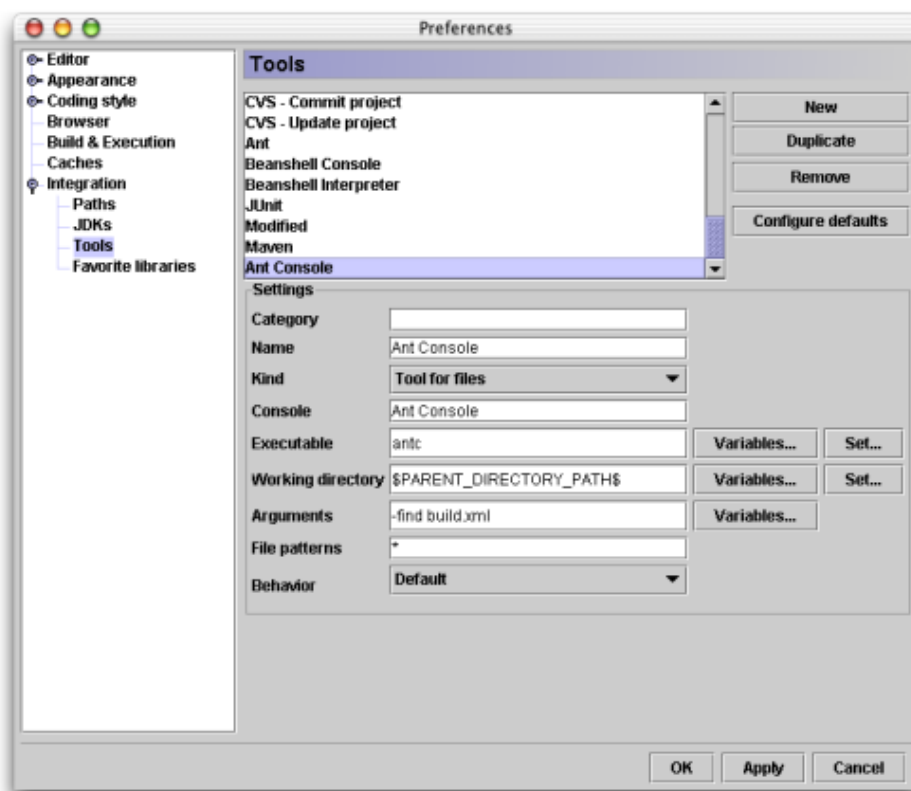 Preferences
Editor
Appearance
Coding style
Browser
Build & Execution
Caches
Integration
Paths
JDKs
Tools
Favorite libraries
Tools
CVS - Commit project
CVS - Update project
Ant
Beanshell Console
Beanshell Interpreter
JUnit
Modified
Maven
Ant Console
New
Duplicate
Remove
Configure defaults
Settings
Category
Name Ant Console
Kind Tool for files
Console Ant Console
Executable antc Variables... Set...
Working directory $PARENT_DIRECTORY_PATH$ Variables... Set...
Arguments -find build.xml Variables...
File patterns *
Behavior Default
OK Apply Cancel